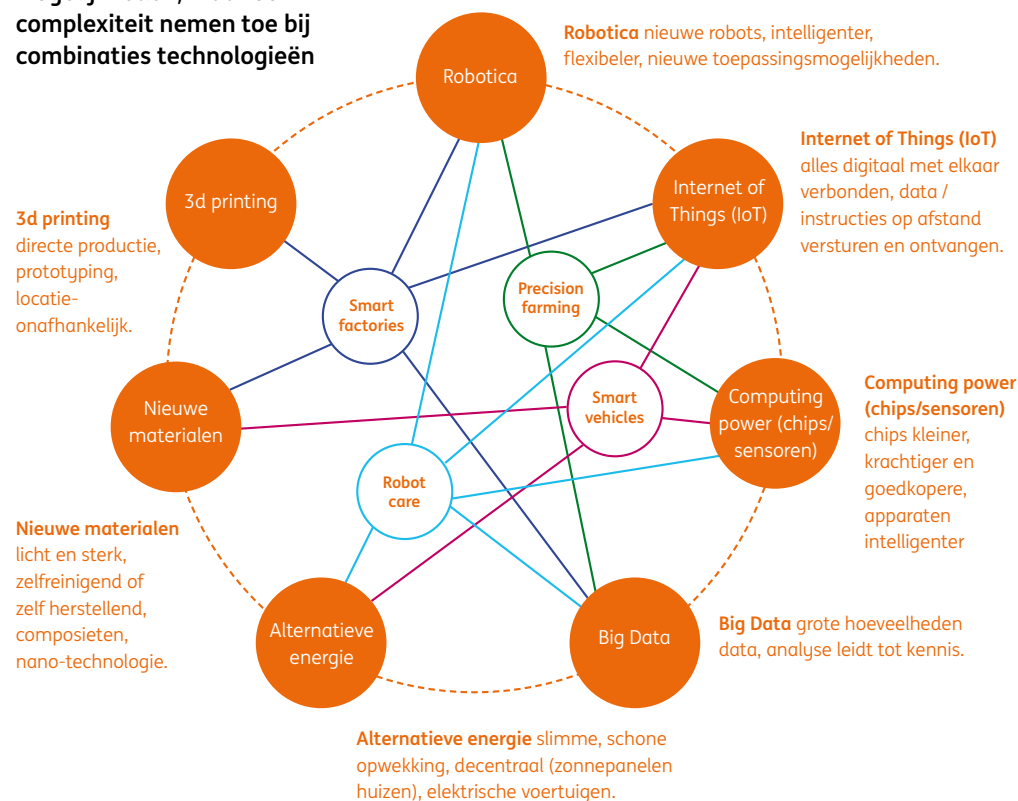 complexiteit nemen toe bij
combinaties technologieën
Robotica
Robotica nieuwe robots, intelligenter,
flexibeler, nieuwe toepassingsmogelijkheden.
Internet of
Things (IoT)
Internet of Things (IoT)
alles digitaal met elkaar
verbonden, data /
instructies op afstand
versturen en ontvangen.
3d printing
3d printing
directe productie,
prototyping,
locatie-
onafhankelijk.
Smart
factories
Precision
farming
Smart
vehicles
Robot
care
Nieuwe
materialen
Computing
power (chips/
sensoren)
Computing power
(chips/sensoren)
chips kleiner,
krachtiger en
goedkopere,
apparaten
intelligenter
Nieuwe materialen
licht en sterk,
zelfreinigend of
zelf herstellend,
composieten,
nano-technologie.
Alternatieve
energie
Big Data
Big Data grote hoeveelheden
data, analyse leidt tot kennis.
Alternatieve energie slimme, schone
opwekking, decentraal (zonnepanelen
huizen), elektrische voertuigen.